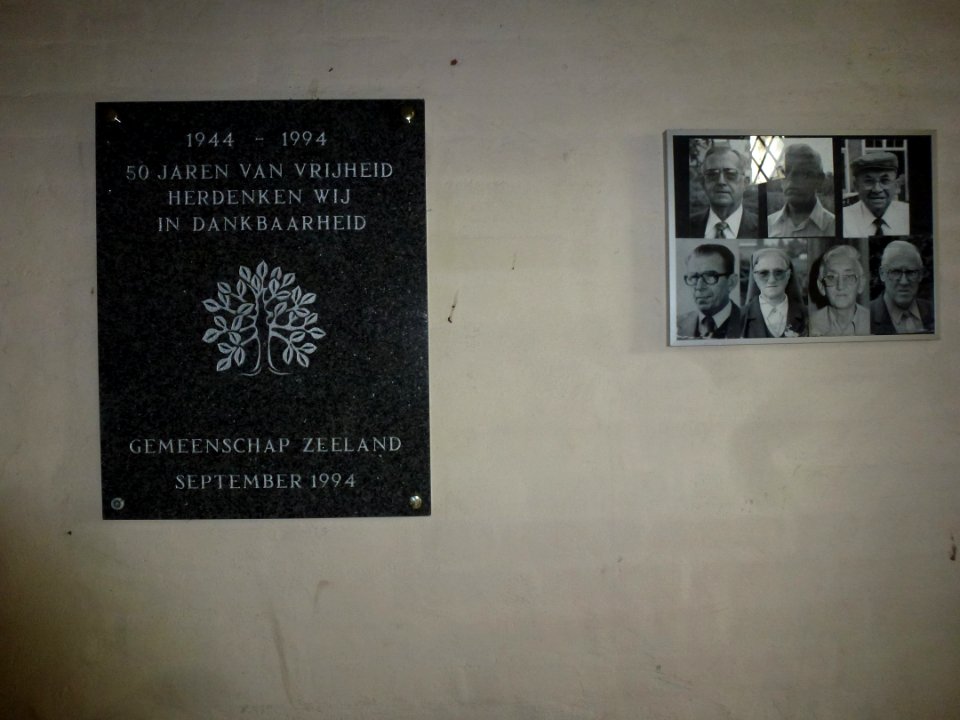 1944 - 1994
50 JAREN VAN VRIJHEID
HERDENKEN WIJ
IN DANKBAARHEID
GEMEENSCHAP ZEELAND
SEPTEMBER 1994